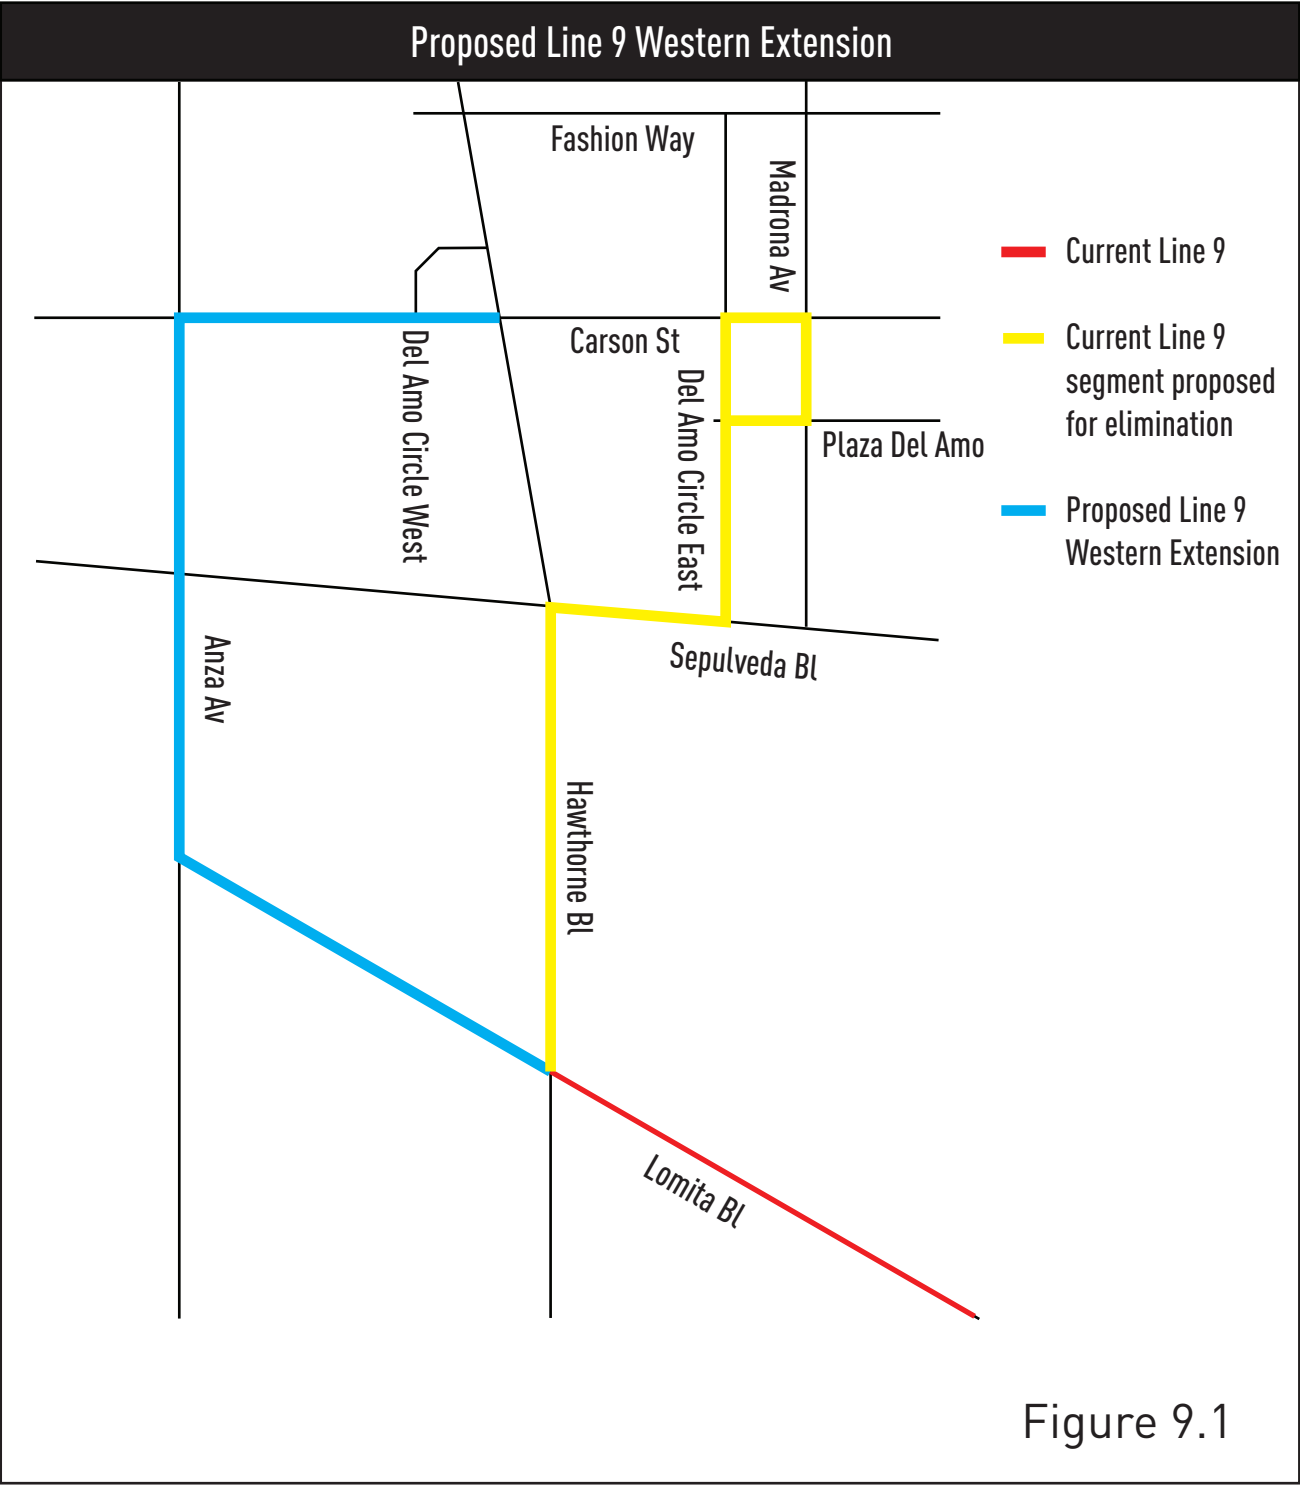 Proposed Line 9 Western Extension
Fashion Way
Madrona Av
Current Line 9
Carson St
Current Line 9
segment proposed
for elimination
Del Amo Circle West
Del Amo Circle East
Plaza Del Amo
Proposed Line 9
Western Extension
Anza Av
Sepulveda Bl
Hawthorne Bl
Lomita Bl
Figure 9.1